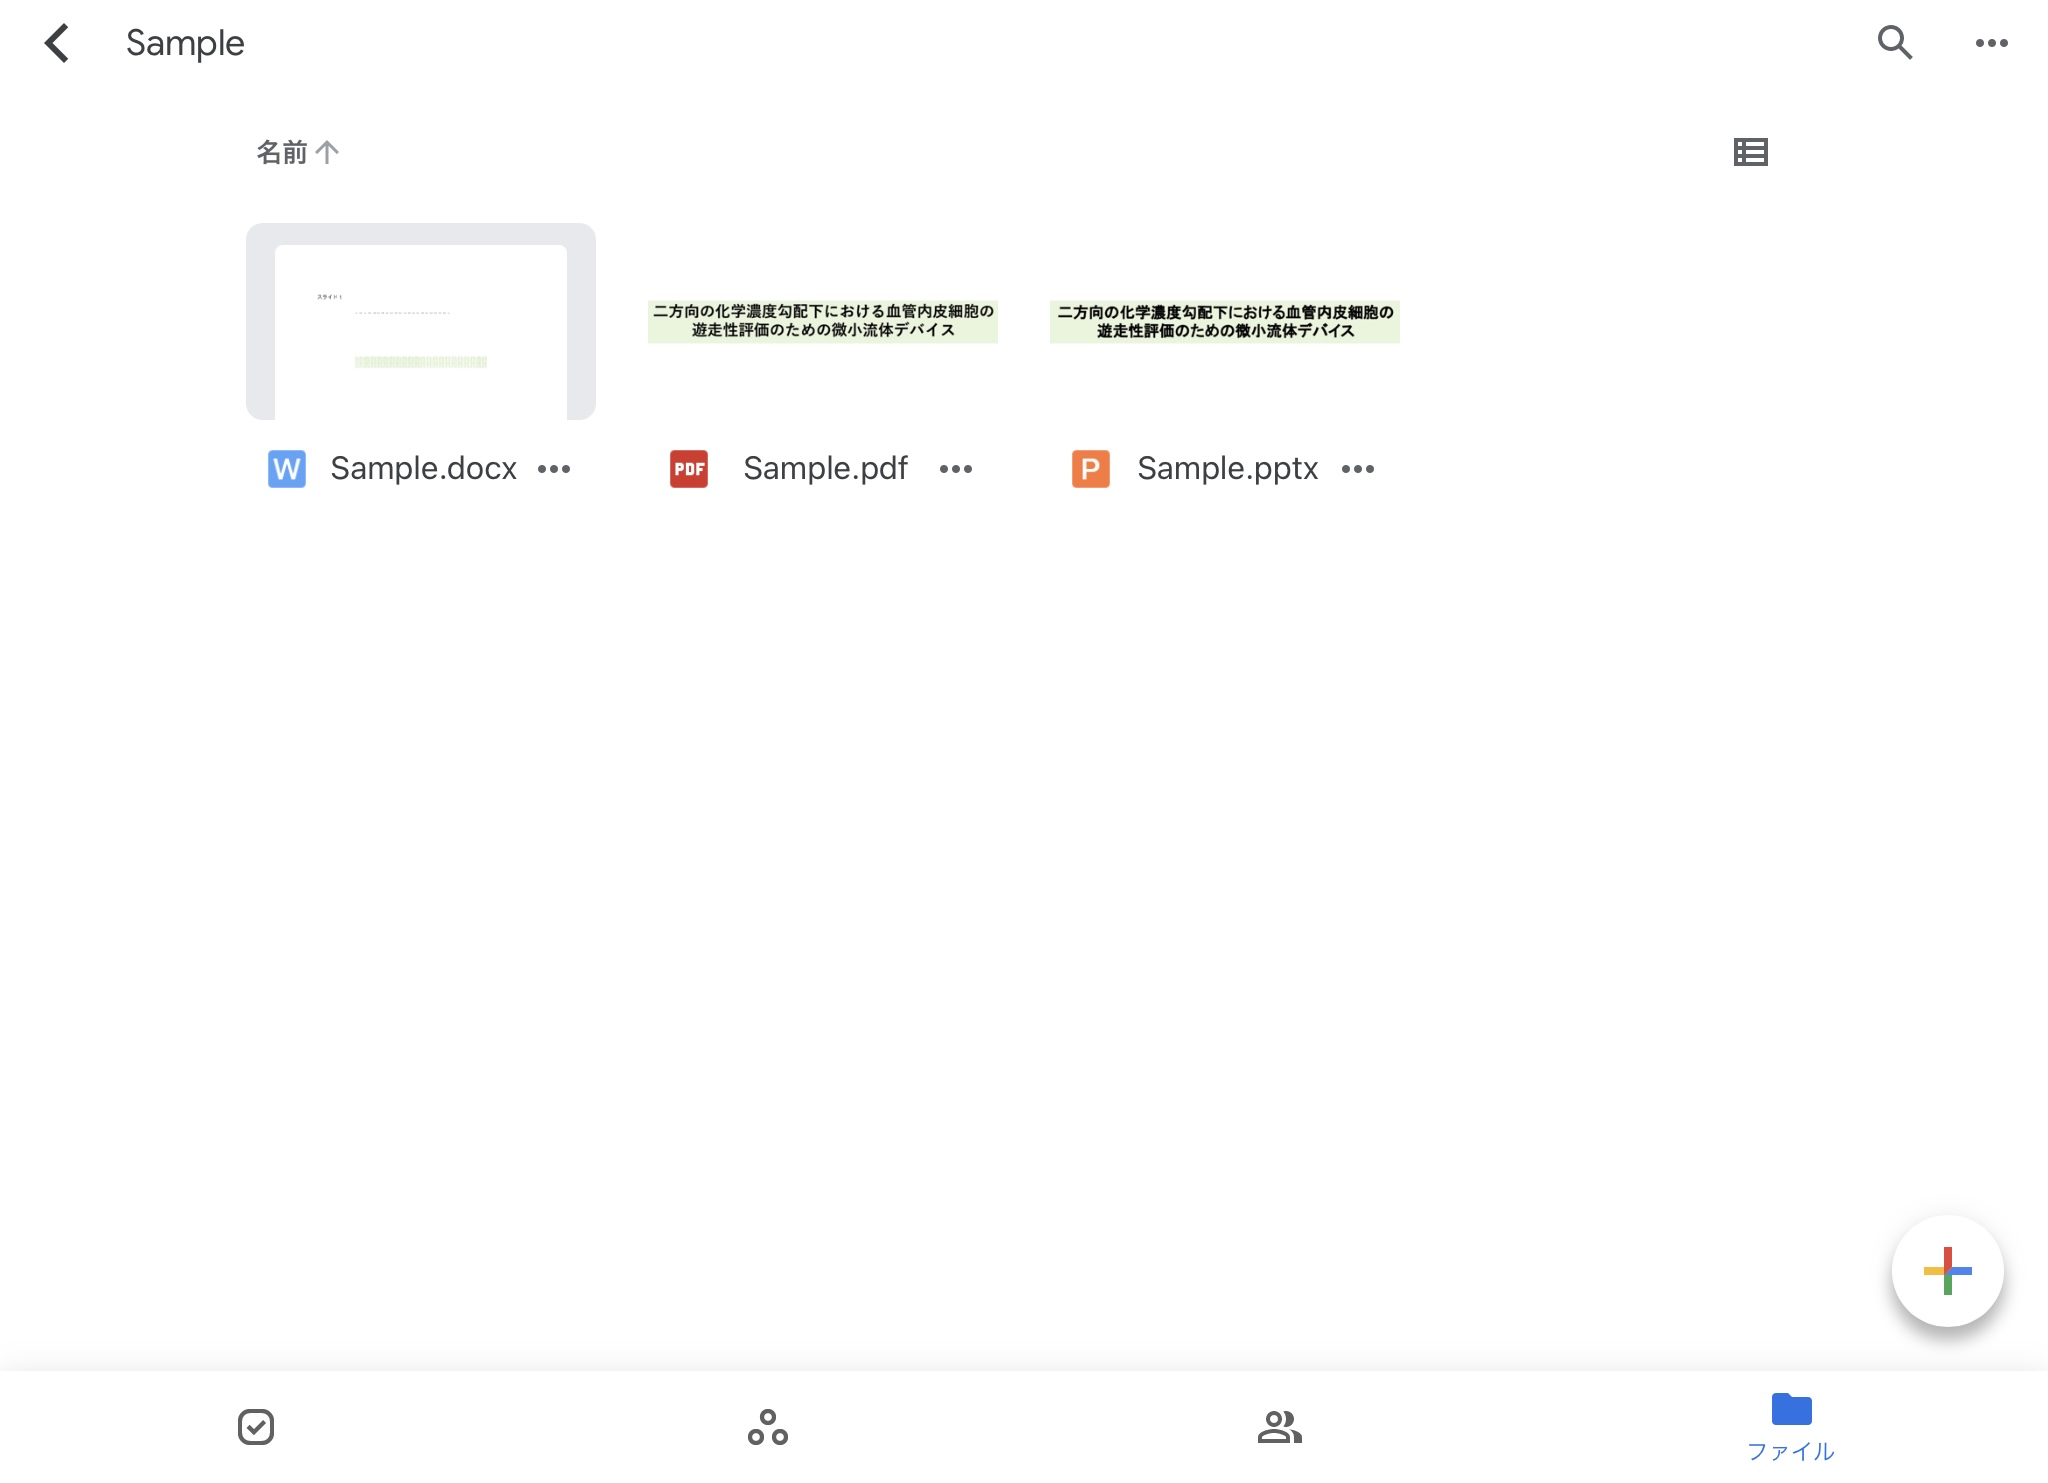 Sample
名前
スライド 1
二方向の化学濃度勾配下における血管内皮細胞の
遊走性評価のための微小流体デバイス
二方向の化学濃度勾配下における血管内皮細胞の
遊走性評価のための微小流体デバイス
W Sample.docx
PDF Sample.pdf
P Sample.pptx
ファイル